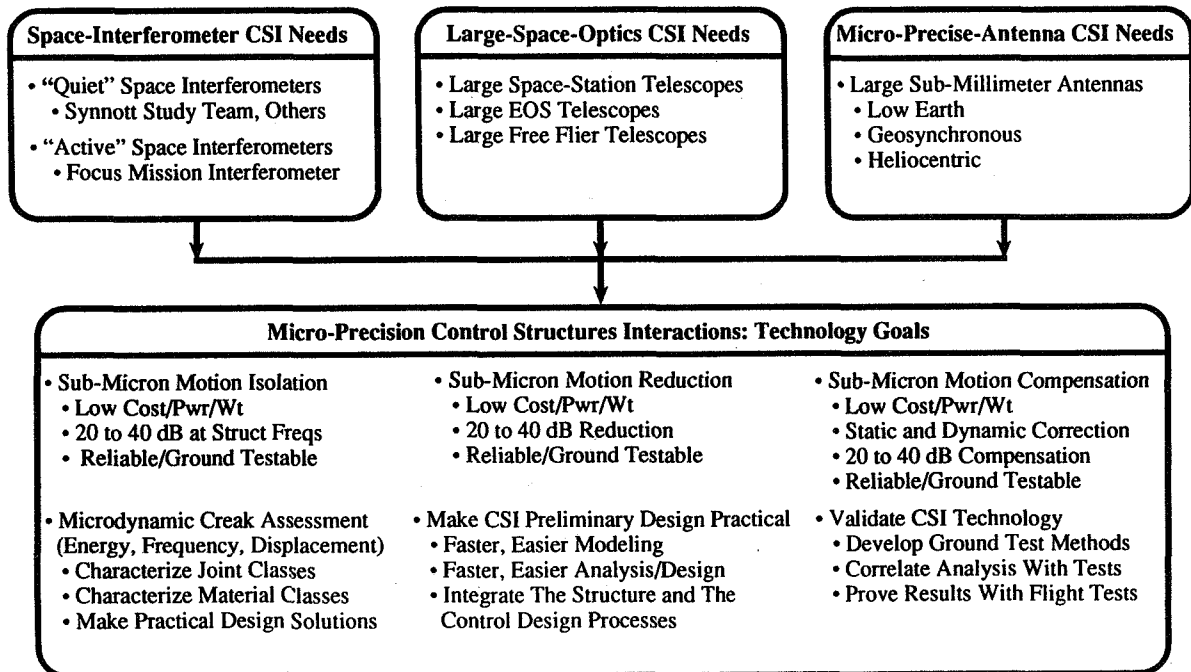 Space-Interferometer CSI Needs
• “Quiet” Space Interferometers
• Synnott Study Team, Others
• “Active” Space Interferometers
• Focus Mission Interferometer
Large-Space-Optics CSI Needs
• Large Space-Station Telescopes
• Large EOS Telescopes
• Large Free Flier Telescopes
Micro-Precise-Antenna CSI Needs
• Large Sub-Millimeter Antennas
• Low Earth
• Geosynchronous
• Heliocentric
Micro-Precision Control Structures Interactions: Technology Goals
• Sub-Micron Motion Isolation
• Low Cost/Pwr/Wt
• 20 to 40 dB at Struct Freqs
• Reliable/Ground Testable
• Sub-Micron Motion Reduction
• Low Cost/Pwr/Wt
• 20 to 40 dB Reduction
• Reliable/Ground Testable
• Sub-Micron Motion Compensation
• Low Cost/Pwr/Wt
• Static and Dynamic Correction
• 20 to 40 dB Compensation
• Reliable/Ground Testable
• Microdynamic Creak Assessment
(Energy, Frequency, Displacement)
• Characterize Joint Classes
• Characterize Material Classes
• Make Practical Design Solutions
• Make CSI Preliminary Design Practical
• Faster, Easier Modeling
• Faster, Easier Analysis/Design
• Integrate The Structure and The
Control Design Processes
• Validate CSI Technology
• Develop Ground Test Methods
• Correlate Analysis With Tests
• Prove Results With Flight Tests